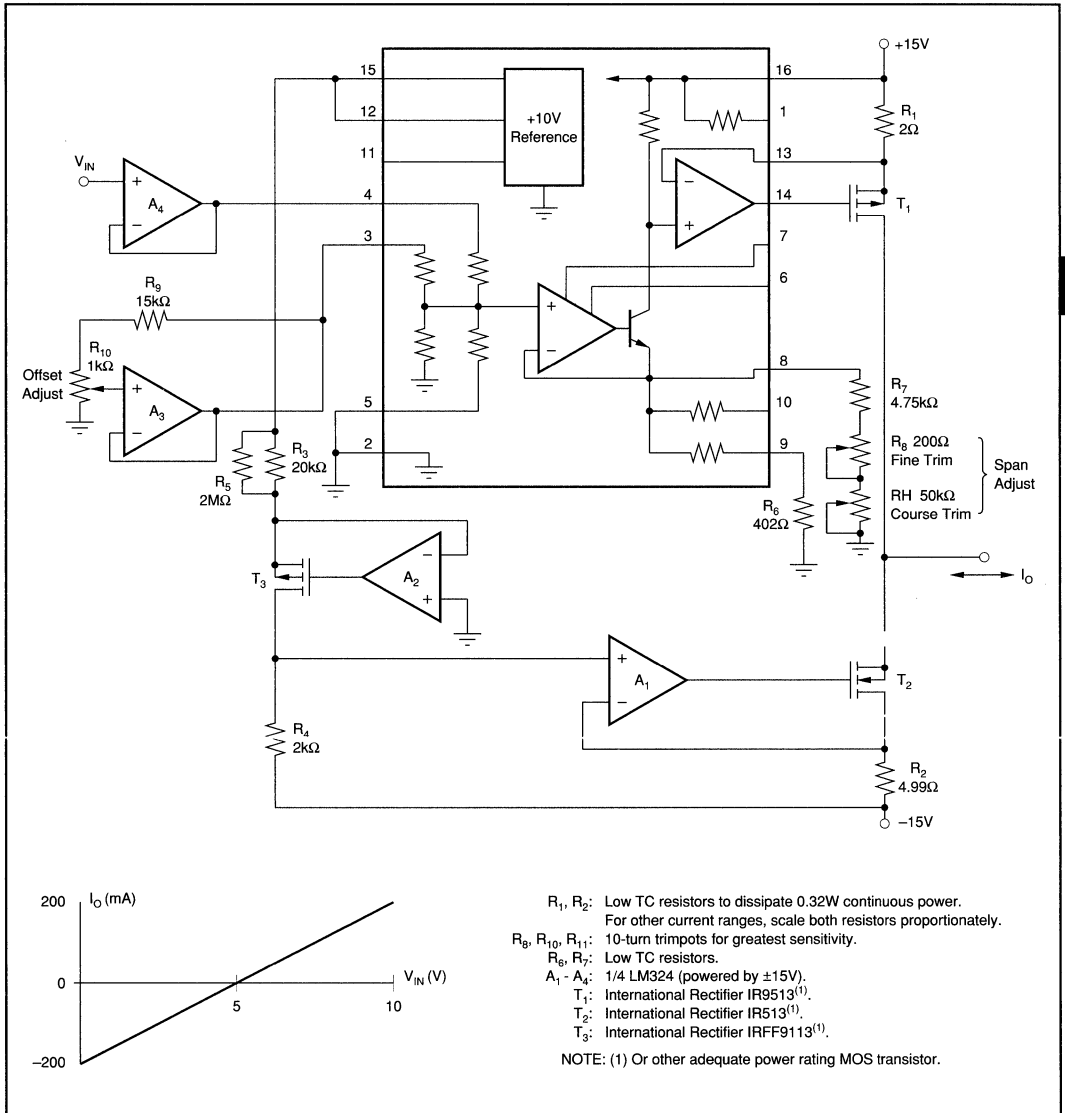 +15V
15
16
R1
2Ω
12
+10V
Reference
1
11
13
VIN
A4
+
−
4
14
T1
3
7
6
R9
15kΩ
R10
1kΩ
Offset
Adjust
A3
+
−
5
2
8
10
9
R7
4.75kΩ
R8 200Ω
Fine Trim
RH 50kΩ
Course Trim
Span
Adjust
R6
402Ω
R3
20kΩ
R5
2MΩ
T3
A2
−
+
IO
+
A1
−
T2
R4
2kΩ
R2
4.99Ω
–15V
−
+
+
−
200
IO (mA)
0
VIN (V)
5
10
–200
R1, R2: Low TC resistors to dissipate 0.32W continuous power.
For other current ranges, scale both resistors proportionately.
R8, R10, R11: 10-turn trimpots for greatest sensitivity.
R6, R7: Low TC resistors.
A1 - A4: 1/4 LM324 (powered by ±15V).
T1: International Rectifier IR9513(1).
T2: International Rectifier IR513(1).
T3: International Rectifier IRFF9113(1).
NOTE: (1) Or other adequate power rating MOS transistor.